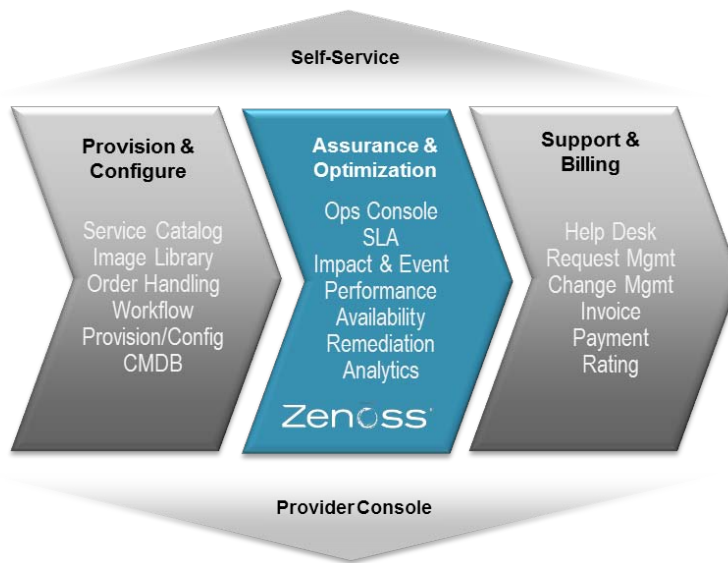 Self-Service
Provision &
Configure
Service Catalog
Image Library
Order Handling
Workflow
Provision/Config
CMDB
Assurance &
Optimization
Ops Console
SLA
Impact & Event
Performance
Availability
Remediation
Analytics
Zenoss
Support &
Billing
Help Desk
Request Mgmt
Change Mgmt
Invoice
Payment
Rating
Provider Console